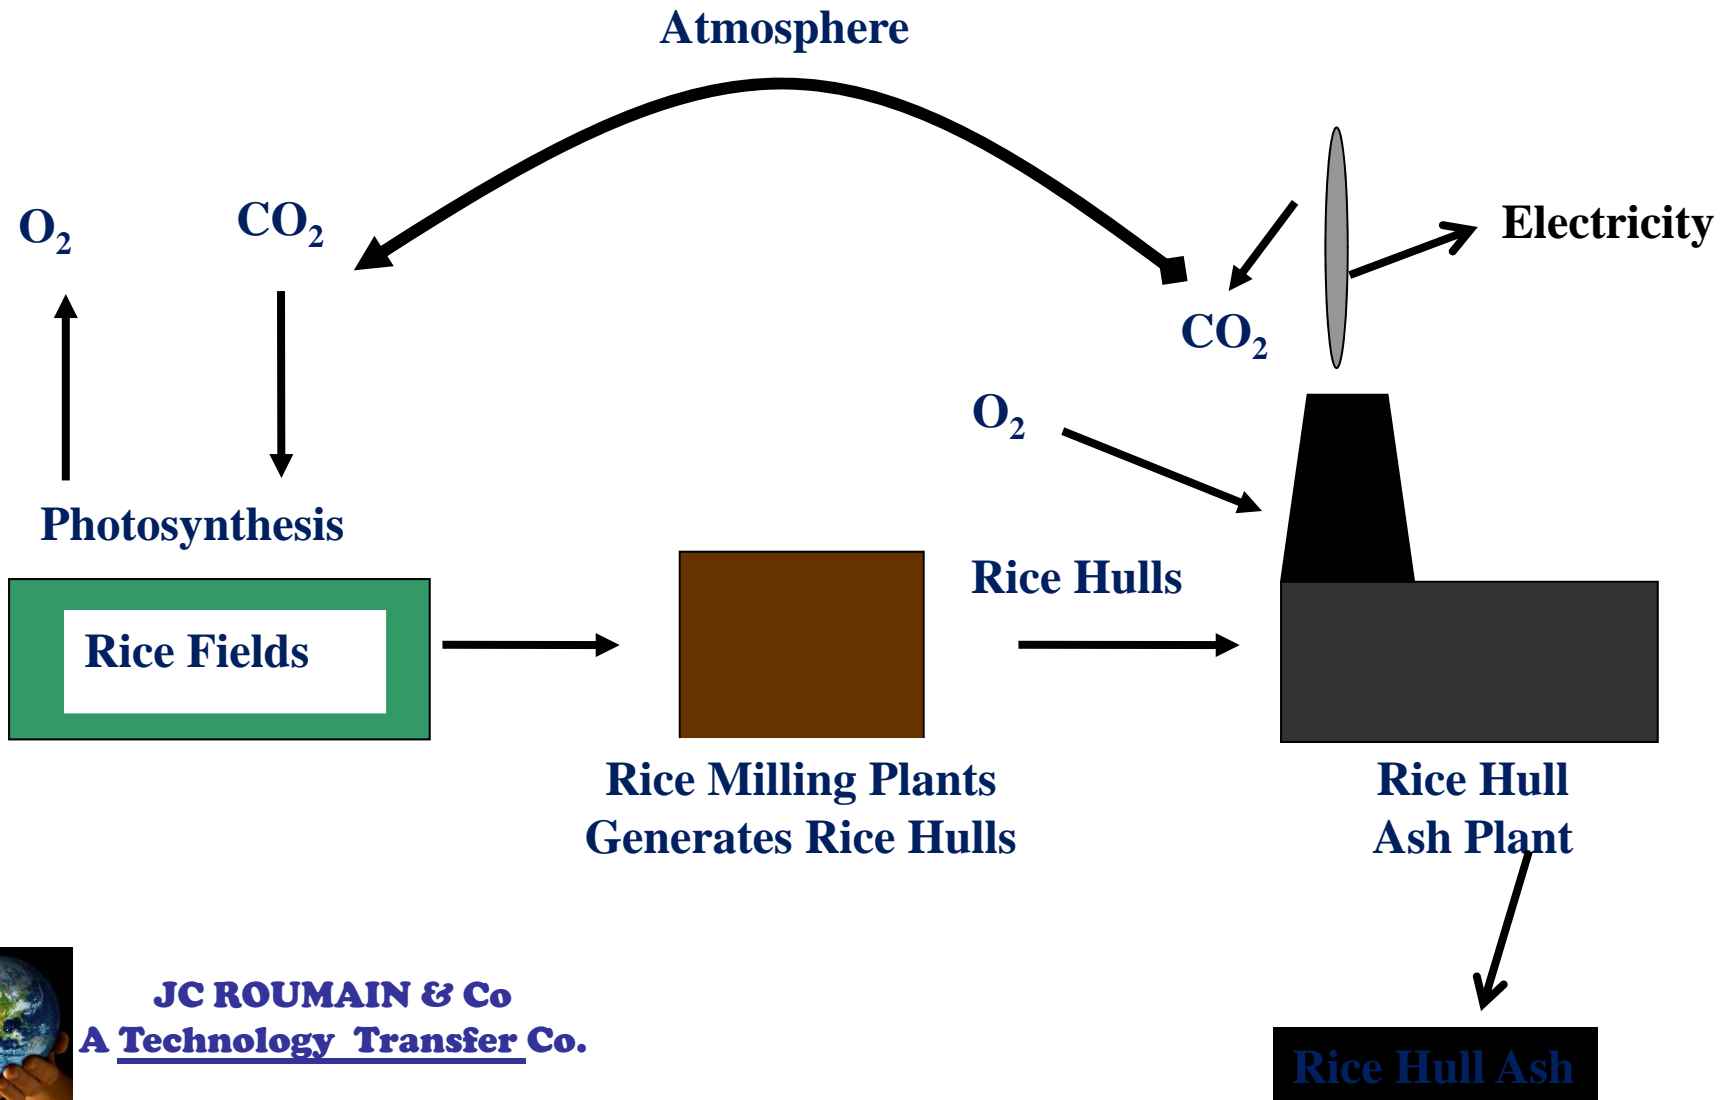 Atmosphere
O₂
CO₂
Electricity
CO₂
O₂
Photosynthesis
Rice Hulls
Rice Fields
Rice Milling Plants
Generates Rice Hulls
Rice Hull
Ash Plant
JC ROUMAIN & Co
A Technology Transfer Co.
Rice Hull Ash